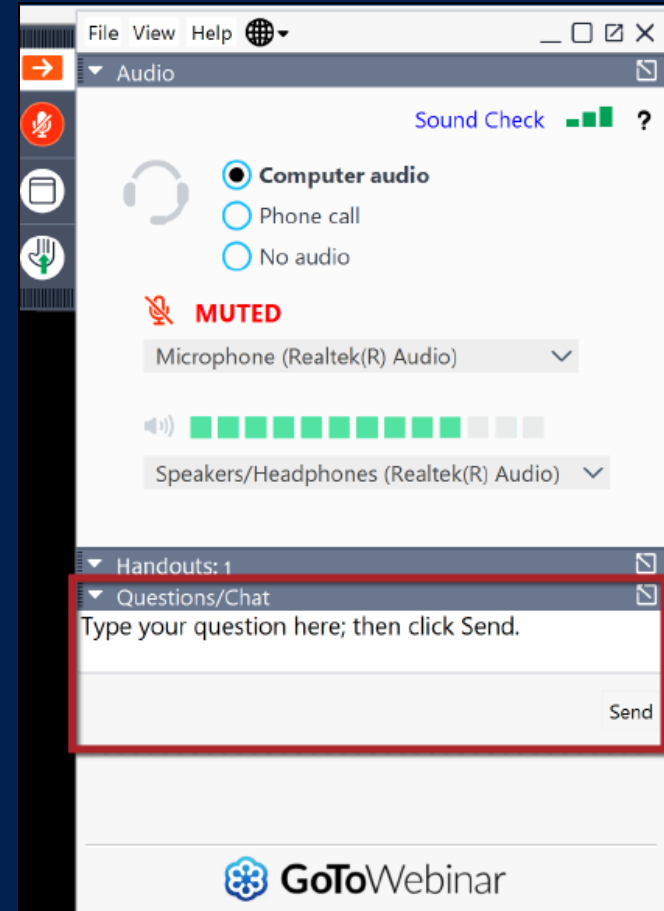 File View Help
Audio
Sound Check ?
Computer audio
Phone call
No audio
MUTED
Microphone (Realtek(R) Audio)
Speakers/Headphones (Realtek(R) Audio)
Handouts: 1
Questions/Chat
Type your question here; then click Send.
Send
GoToWebinar